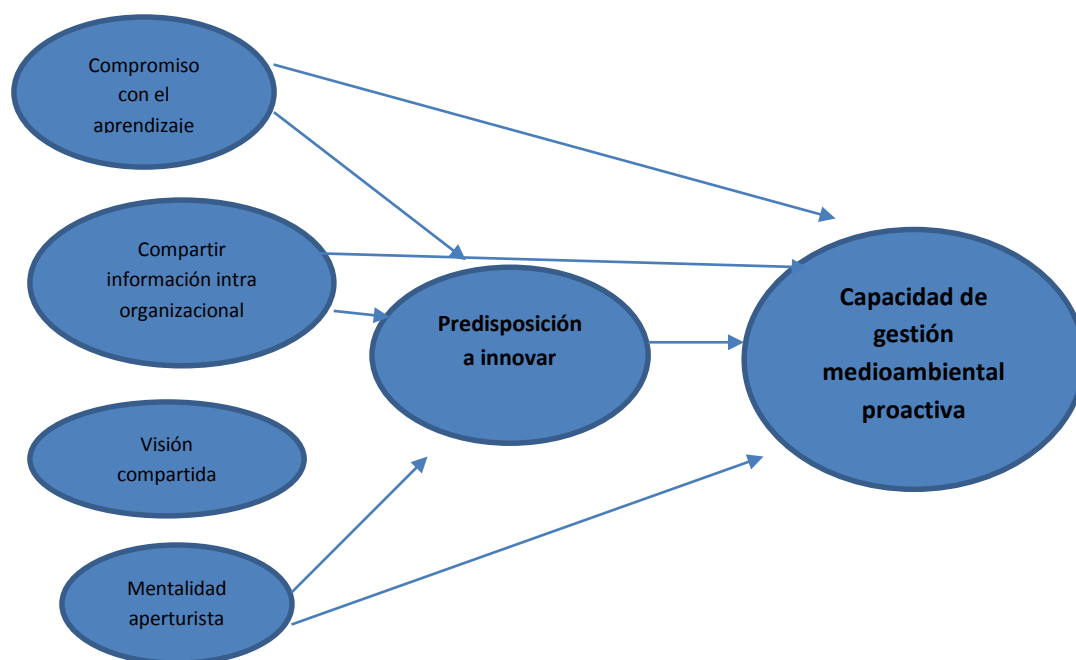 Compromiso
con el
aprendizaje
Compartir
información intra
organizacional
Predisposición
a innovar
Capacidad de
gestión
medioambiental
proactiva
Visión
compartida
Mentalidad
aperturista